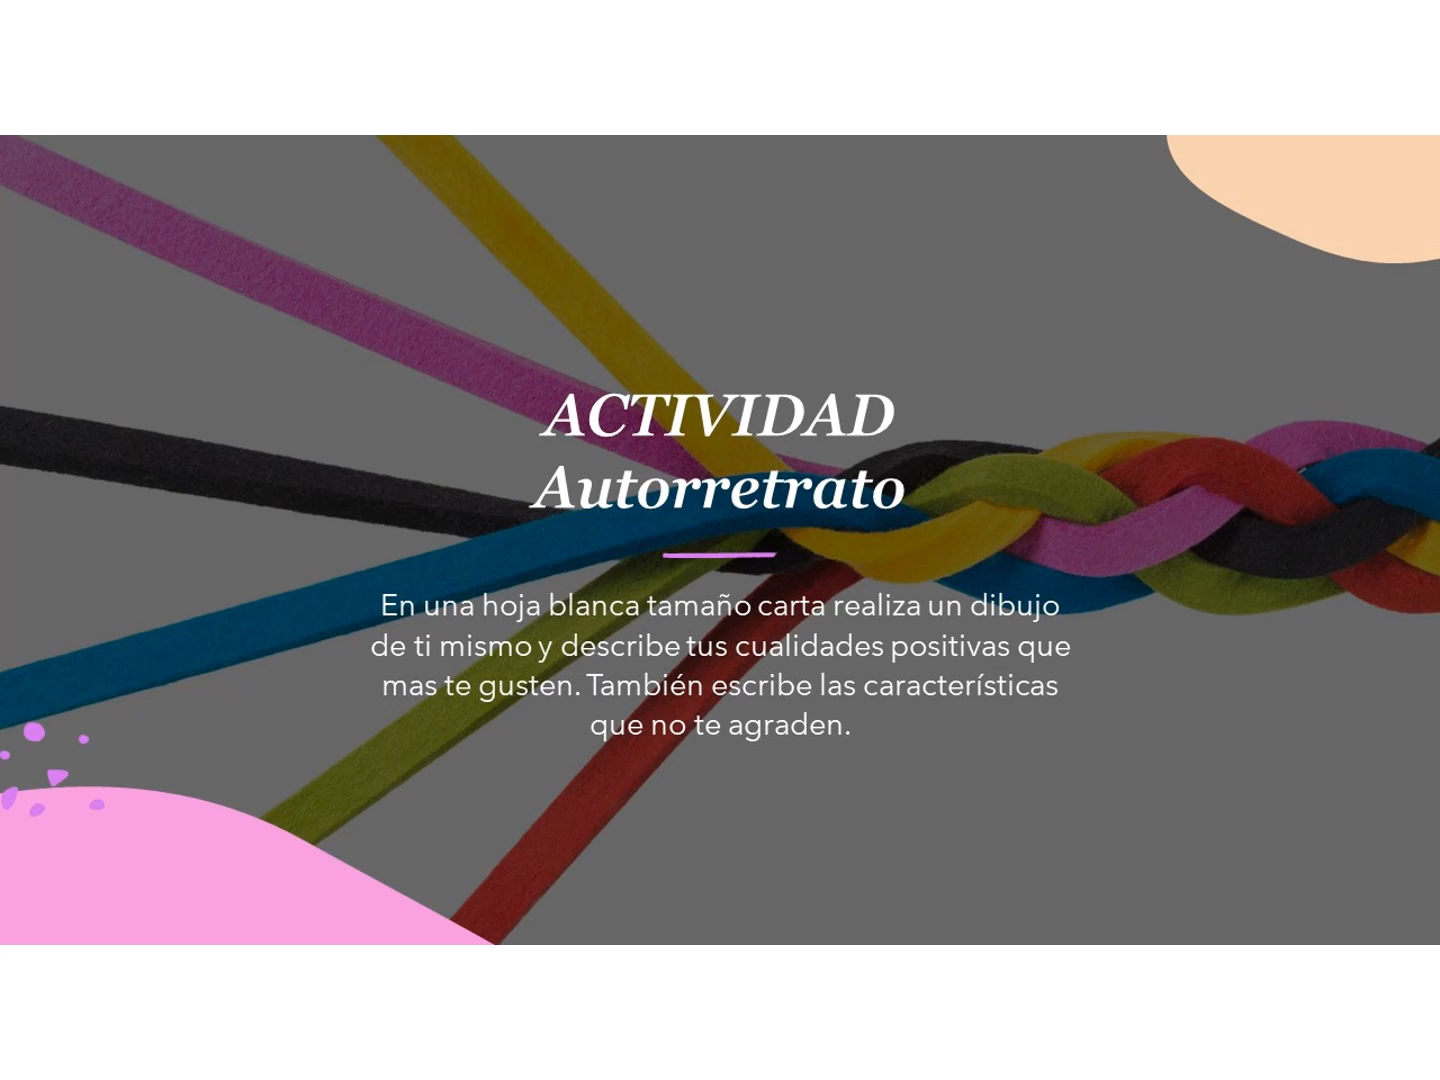 ACTIVIDAD
Autorretrato
En una hoja blanca tamaño carta realiza un dibujo
de ti mismo y describe tus cualidades positivas que
mas te gusten. También escribe las características
que no te agraden.